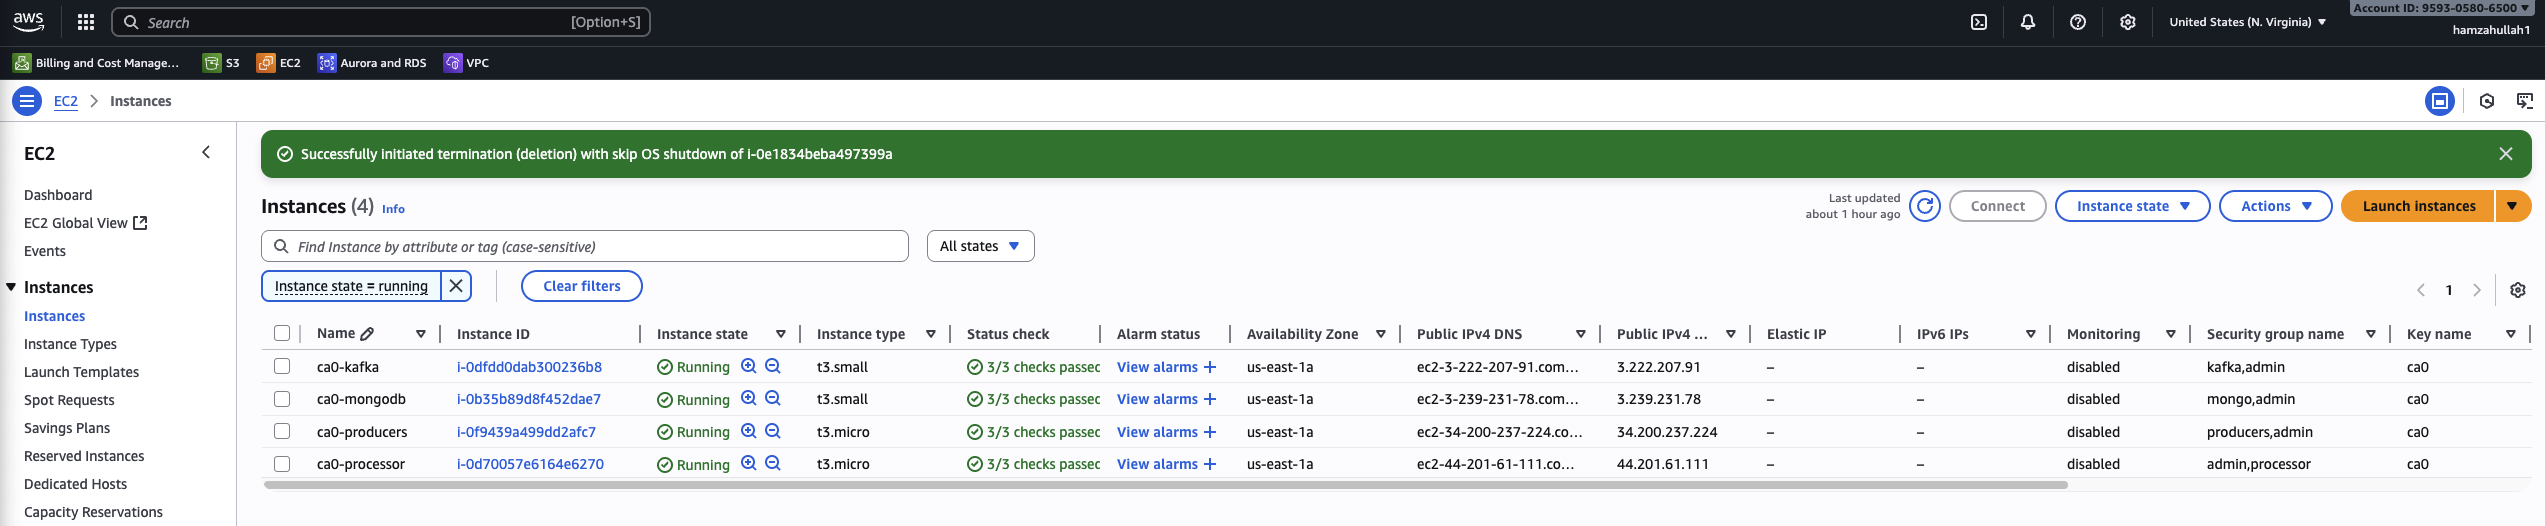 aws Search [Option+S] United States (N. Virginia) Account ID: 9593-0580-6500
hamzahullah1
Billing and Cost Manage... S3 EC2 Aurora and RDS VPC
EC2 Instances
EC2
Dashboard
EC2 Global View
Events
Instances
Instances
Instance Types
Launch Templates
Spot Requests
Savings Plans
Reserved Instances
Dedicated Hosts
Capacity Reservations
Successfully initiated termination (deletion) with skip OS shutdown of i-0e1834beba497399a
Instances (4) Info
Last updated
about 1 hour ago
Connect Instance state Actions Launch instances
Find Instance by attribute or tag (case-sensitive) All states
Instance state = running Clear filters
1
Name Instance ID Instance state Instance type Status check Alarm status Availability Zone Public IPv4 DNS Public IPv4 ... Elastic IP IPv6 IPs Monitoring Security group name Key name
ca0-kafka i-0dfdd0dab300236b8 Running t3.small 3/3 checks passec View alarms + us-east-1a ec2-3-222-207-91.com... 3.222.207.91 – – disabled kafka,admin ca0
ca0-mongodb i-0b35b89d8f452dae7 Running t3.small 3/3 checks passec View alarms + us-east-1a ec2-3-239-231-78.com... 3.239.231.78 – – disabled mongo,admin ca0
ca0-producers i-0f9439a499dd2afc7 Running t3.micro 3/3 checks passec View alarms + us-east-1a ec2-34-200-237-224.co... 34.200.237.224 – – disabled producers,admin ca0
ca0-processor i-0d70057e6164e6270 Running t3.micro 3/3 checks passec View alarms + us-east-1a ec2-44-201-61-111.co... 44.201.61.111 – – disabled admin,processor ca0